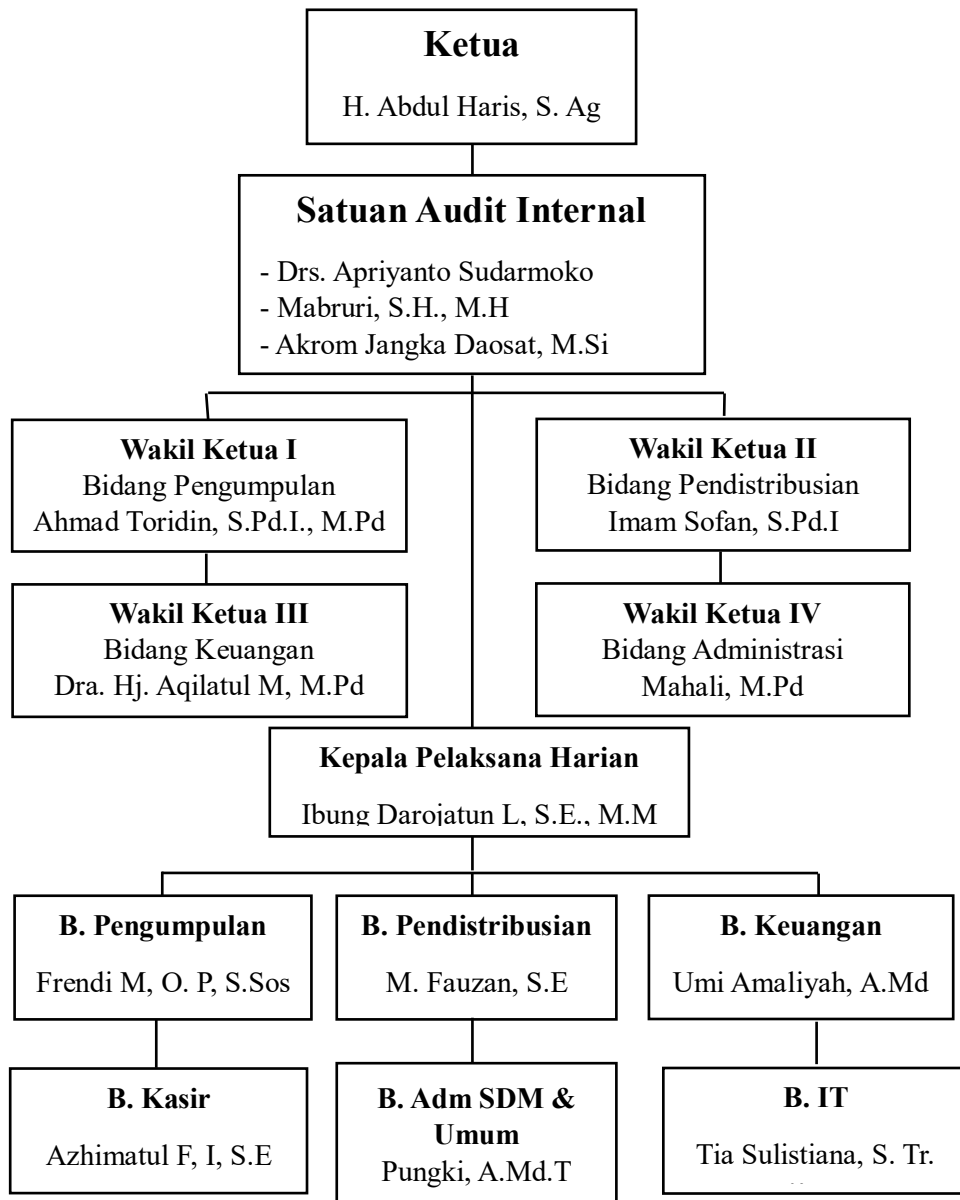 Ketua
H. Abdul Haris, S. Ag
Satuan Audit Internal
- Drs. Apriyanto Sudarmoko
- Mabruri, S.H., M.H
- Akrom Jangka Daosat, M.Si
Wakil Ketua I
Bidang Pengumpulan
Ahmad Toridin, S.Pd.I., M.Pd
Wakil Ketua II
Bidang Pendistribusian
Imam Sofan, S.Pd.I
Wakil Ketua III
Bidang Keuangan
Dra. Hj. Aqilatul M, M.Pd
Wakil Ketua IV
Bidang Administrasi
Mahali, M.Pd
Kepala Pelaksana Harian
Ibung Darojatun L, S.E., M.M
B. Pengumpulan
Frendi M, O. P, S.Sos
B. Pendistribusian
M. Fauzan, S.E
B. Keuangan
Umi Amaliyah, A.Md
B. Kasir
Azhimatul F, I, S.E
B. Adm SDM &
Umum
Pungki, A.Md.T
B. IT
Tia Sulistiana, S. Tr.